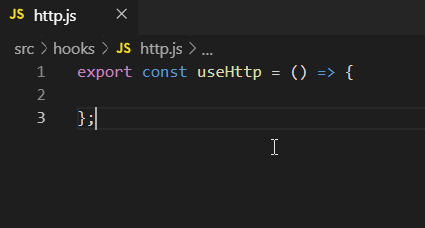 JS http.js ×
src > hooks > JS http.js > ...
1 export const useHttp = () => {
2
3 };